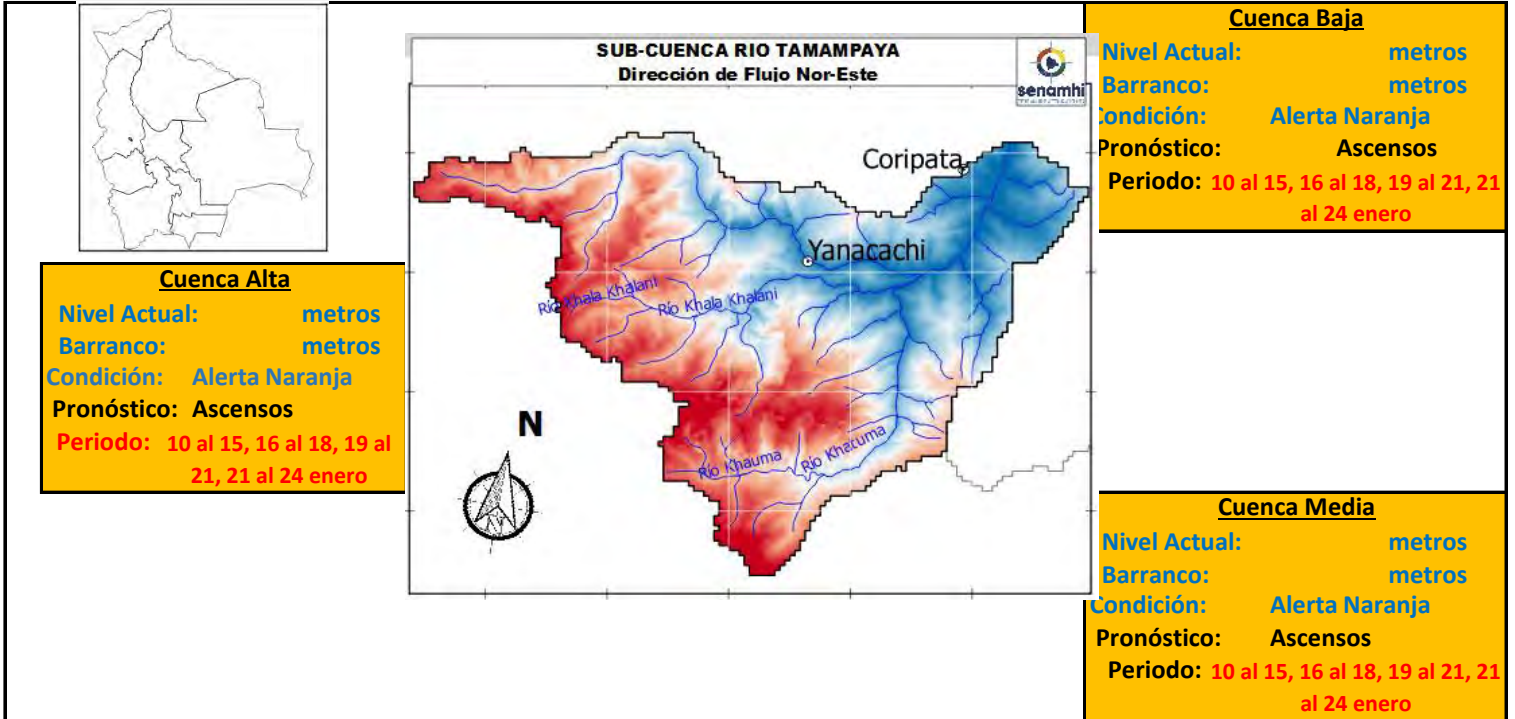 SUB-CUENCA RIO TAMAMPAYA
Dirección de Flujo Nor-Este
senamhi
Coripata
Yanacachi
Río Khala Khalani
Río Khala Khalani
Río Khauma
Río Khatuma
N
Cuenca Alta
Nivel Actual: metros
Barranco: metros
Condición: Alerta Naranja
Pronóstico: Ascensos
Periodo: 10 al 15, 16 al 18, 19 al
21, 21 al 24 enero
Cuenca Baja
Nivel Actual: metros
Barranco: metros
Condición: Alerta Naranja
Pronóstico: Ascensos
Periodo: 10 al 15, 16 al 18, 19 al 21, 21
al 24 enero
Cuenca Media
Nivel Actual: metros
Barranco: metros
Condición: Alerta Naranja
Pronóstico: Ascensos
Periodo: 10 al 15, 16 al 18, 19 al 21, 21
al 24 enero